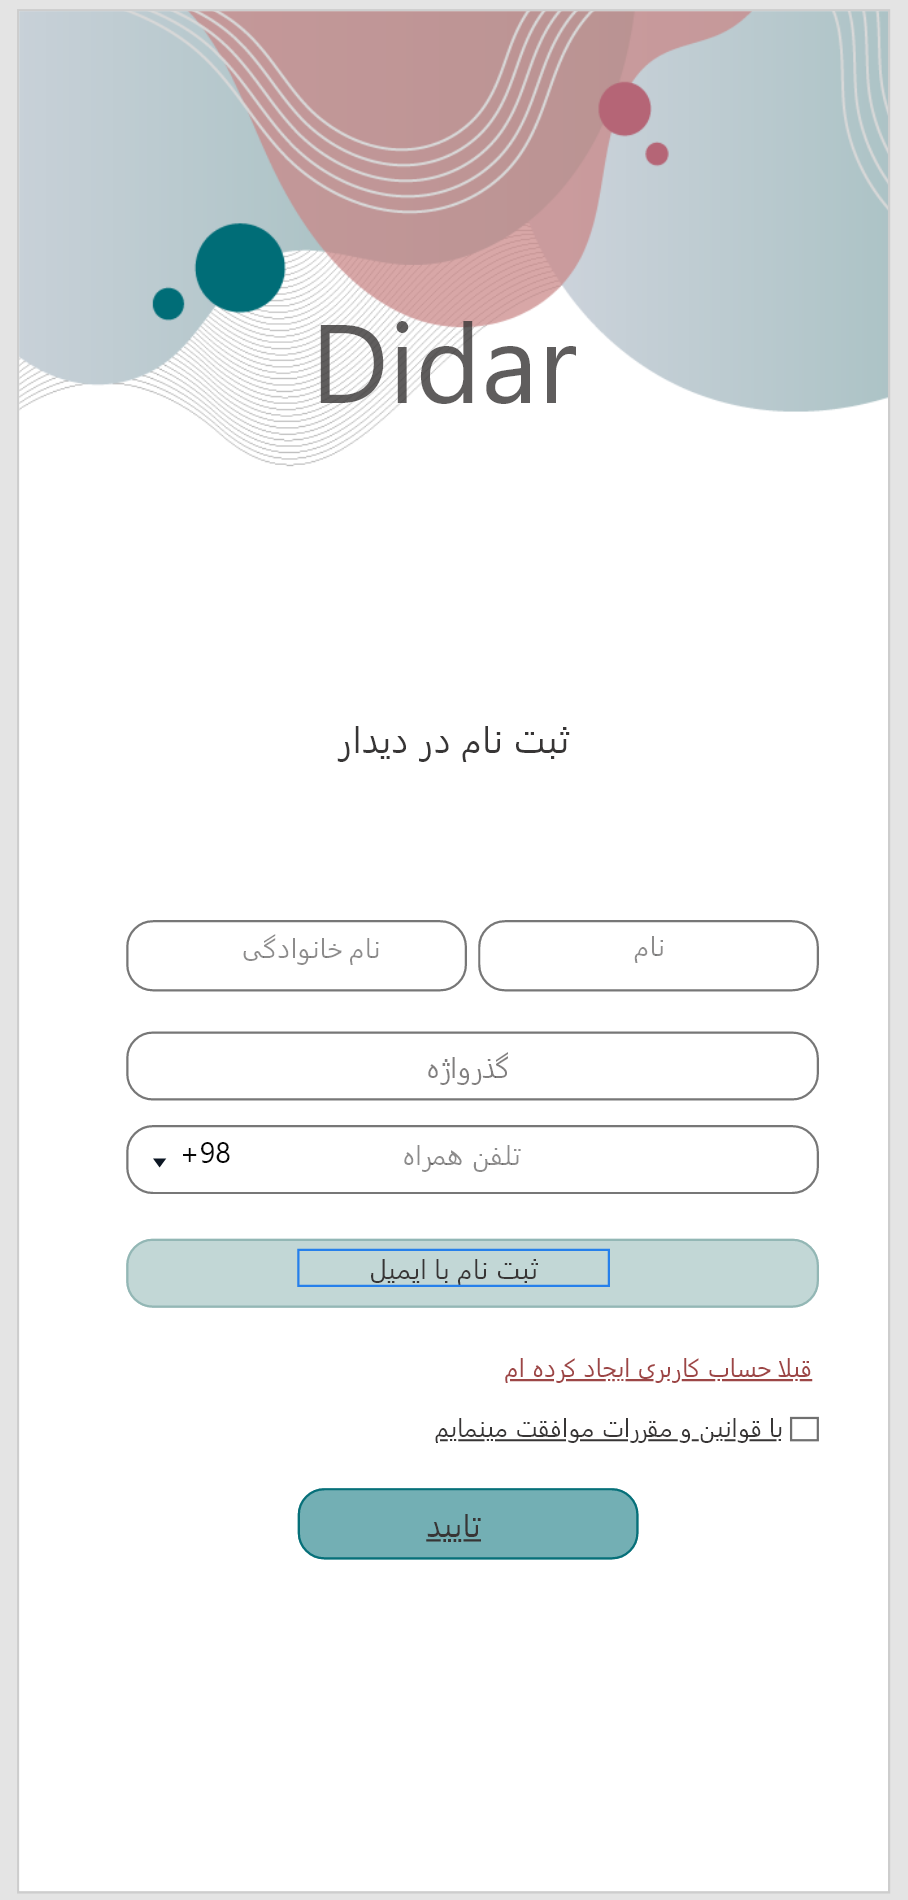 Didar
ثبت نام در دیدار
نام
نام خانوادگی
گذرواژه
تلفن همراه
+98
ثبت نام با ایمیل
قبلا حساب کاربری ایجاد کرده ام
با قوانین و مقررات موافقت مینمایم
تایید